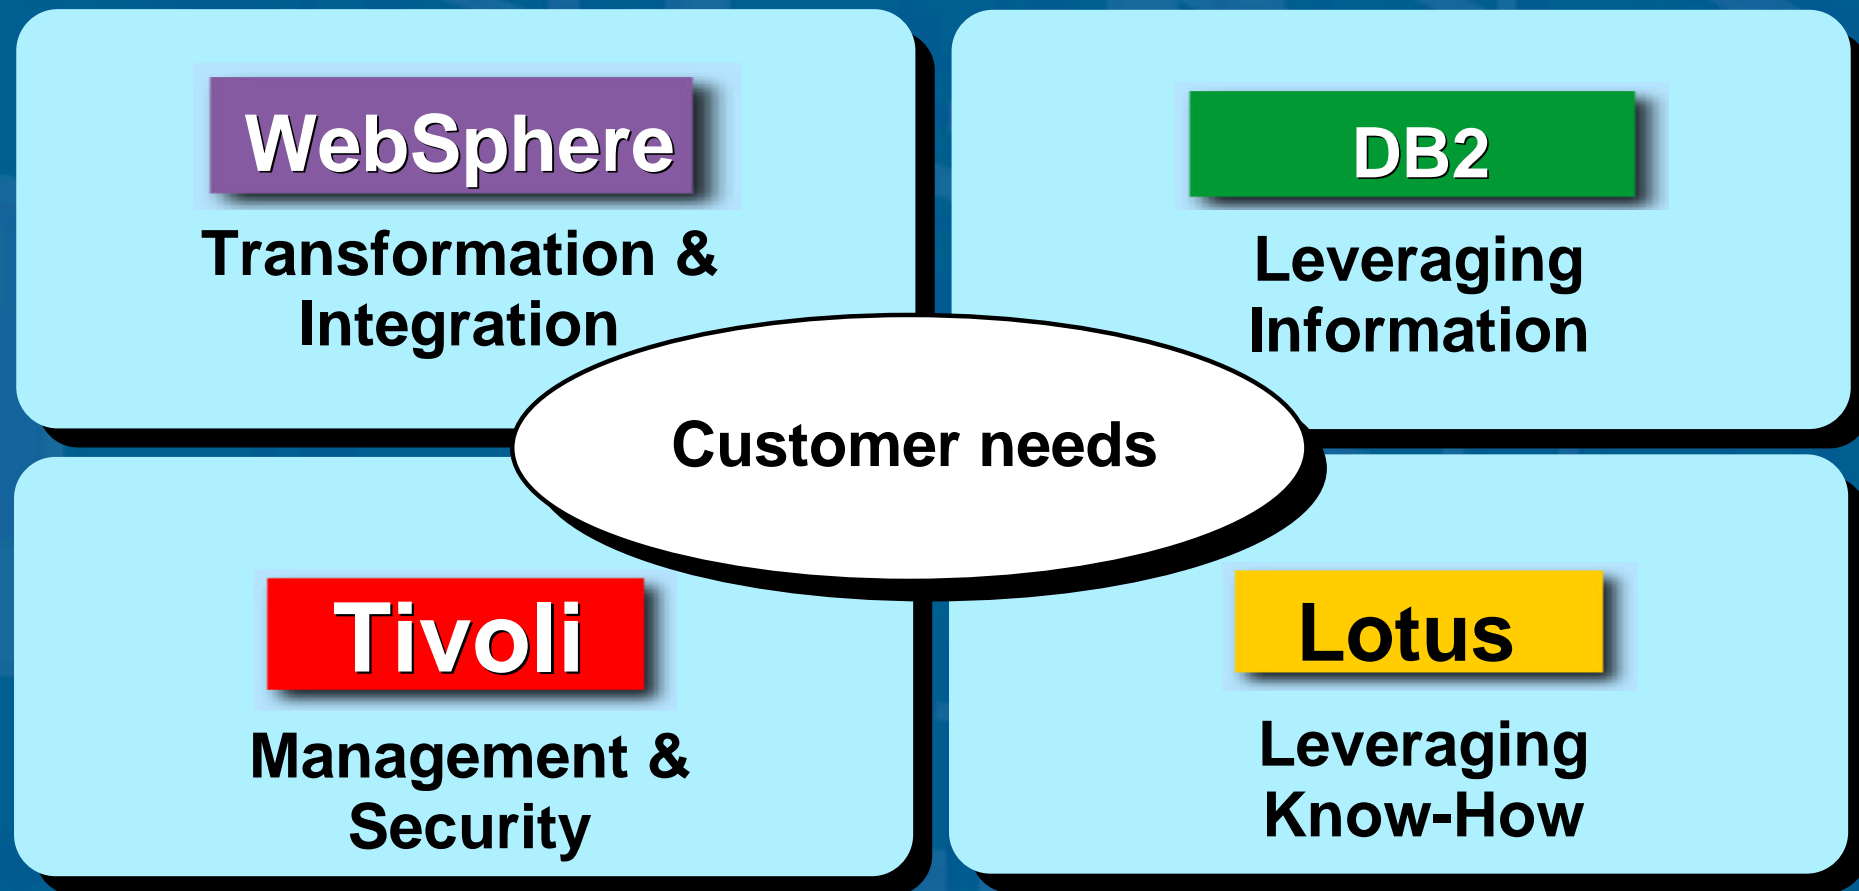 WebSphere
Transformation &
Integration
DB2
Leveraging
Information
Customer needs
Tivoli
Management &
Security
Lotus
Leveraging
Know-How